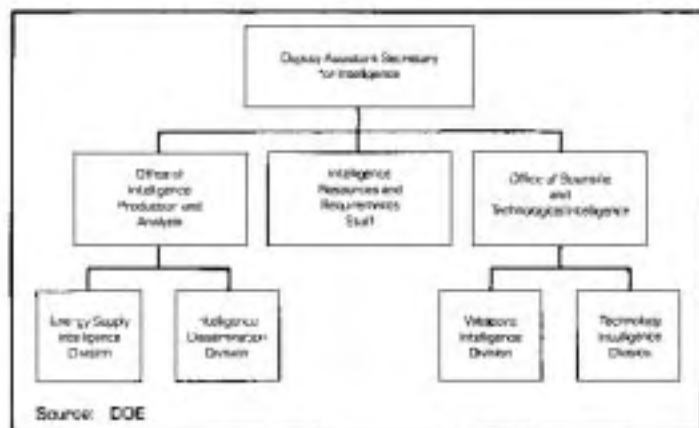 Deputy Assistant Secretary
for Intelligence
Office of
Intelligence
Production and
Analysis
Intelligence
Resources and
Requirements
Staff
Office of Scientific
and
Technological Intelligence
Energy Supply
Intelligence
Division
Intelligence
Dissemination
Division
Weapons
Intelligence
Division
Technology
Intelligence
Division
Source: DOE